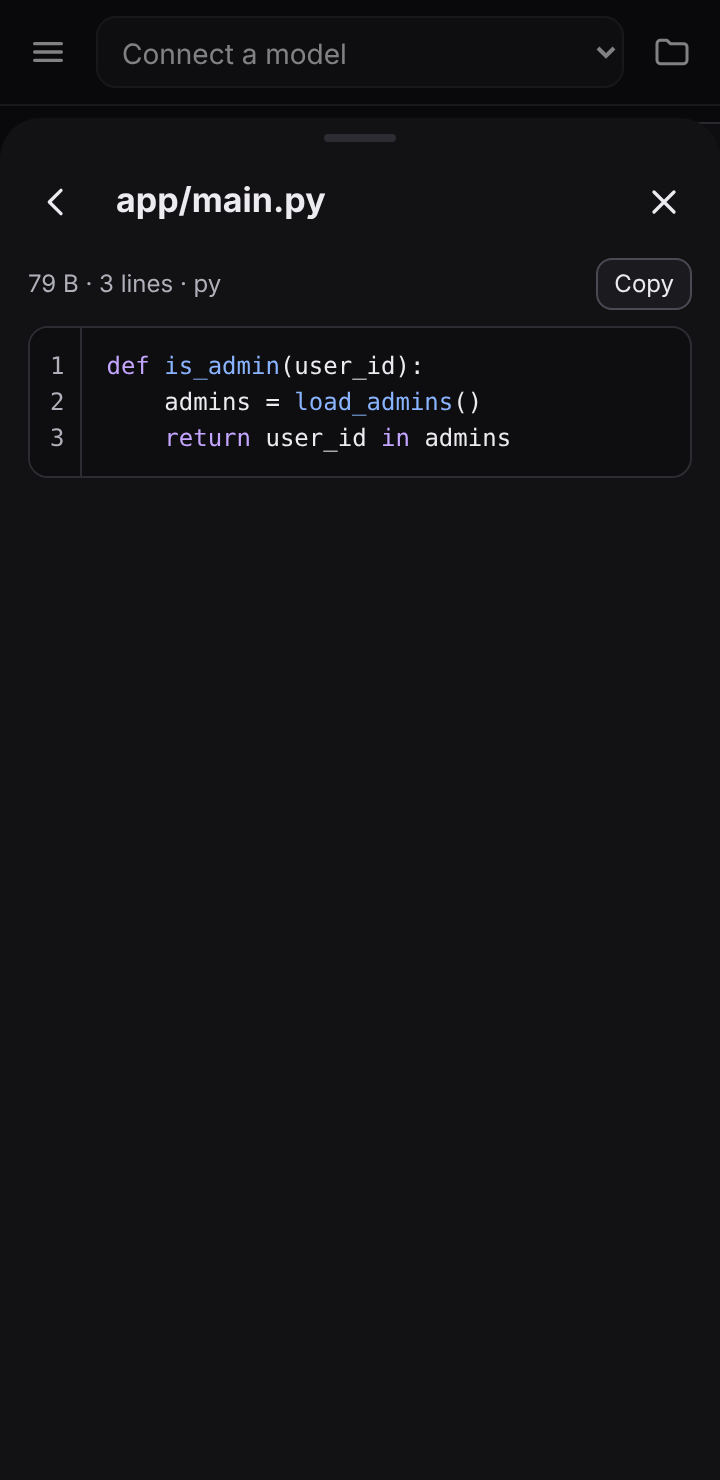 Connect a model
app/main.py
79 B · 3 lines · py
Copy
1 def is_admin(user_id):
2     admins = load_admins()
3     return user_id in admins